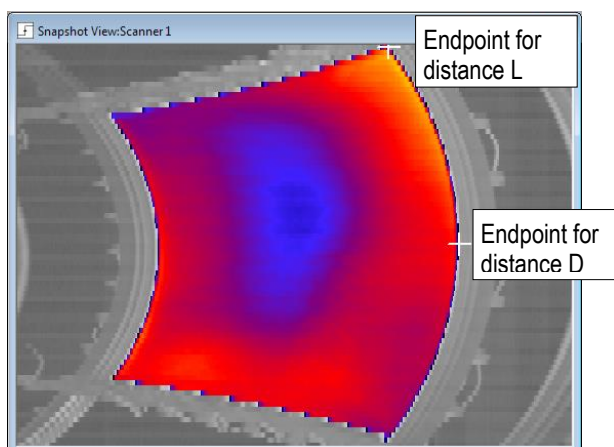 Snapshot View:Scanner 1
Endpoint for
distance L
Endpoint for
distance D